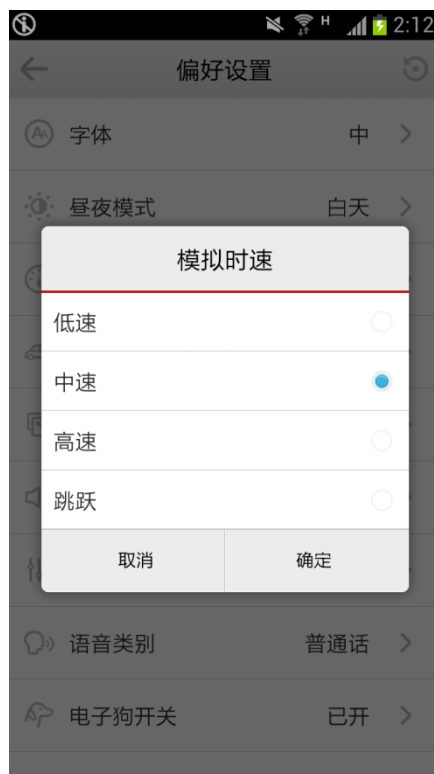 H 2:12
偏好设置
字体 中
昼夜模式 白天
模拟时速
低速
中速
高速
跳跃
取消 确定
语音类别 普通话
电子狗开关 已开